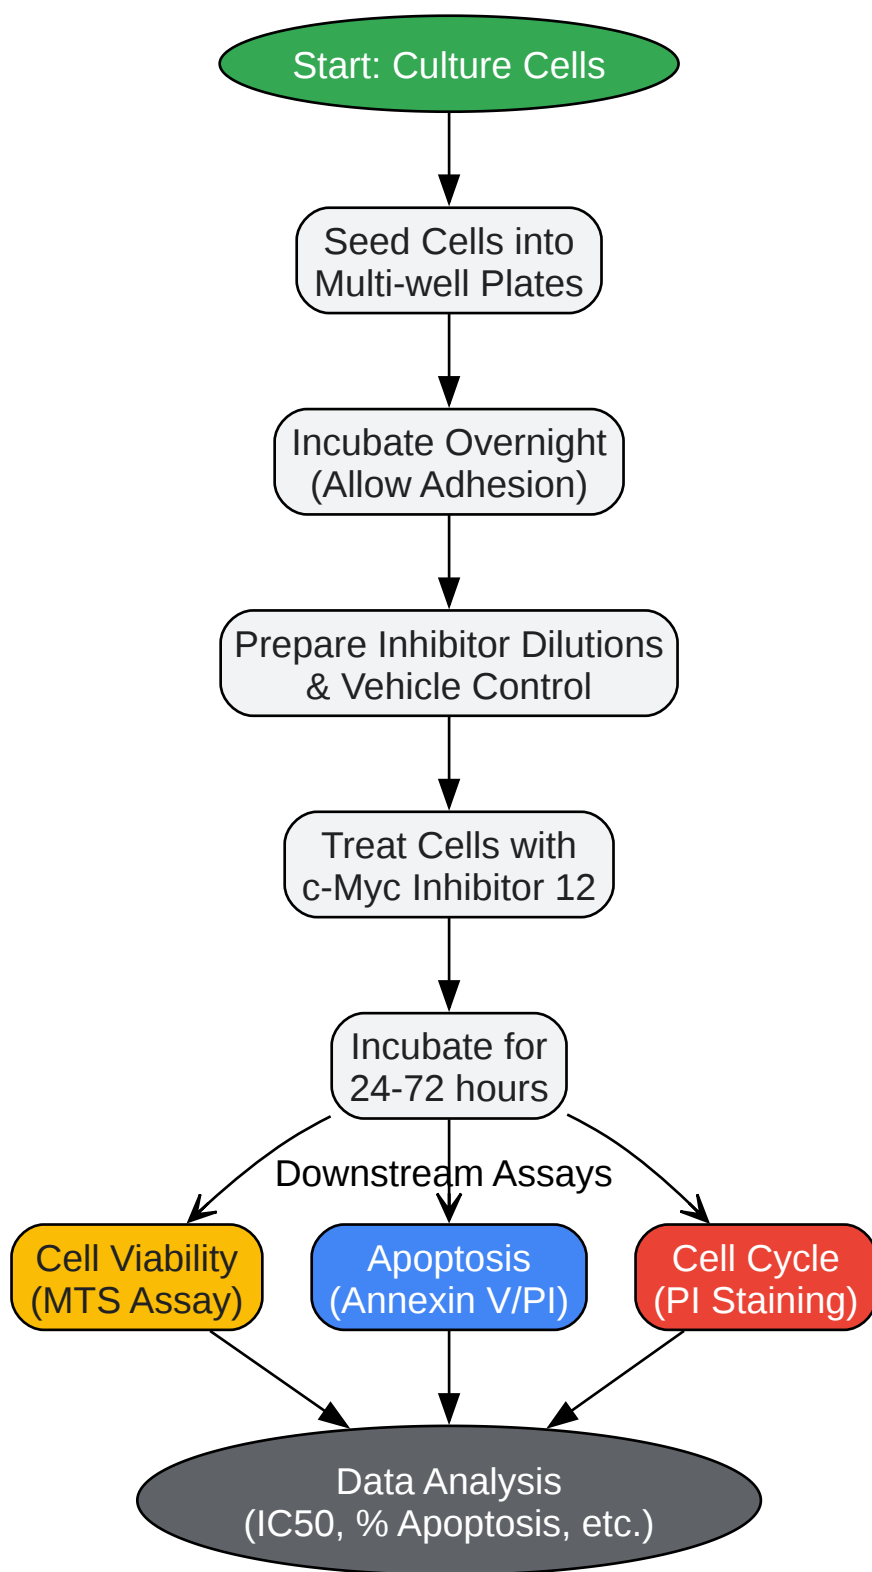 Start: Culture Cells
Seed Cells into
Multi-well Plates
Incubate Overnight
(Allow Adhesion)
Prepare Inhibitor Dilutions
& Vehicle Control
Treat Cells with
c-Myc Inhibitor 12
Incubate for
24-72 hours
Downstream Assays
Cell Viability
(MTS Assay)
Apoptosis
(Annexin V/PI)
Cell Cycle
(PI Staining)
Data Analysis
(IC50, % Apoptosis, etc.)